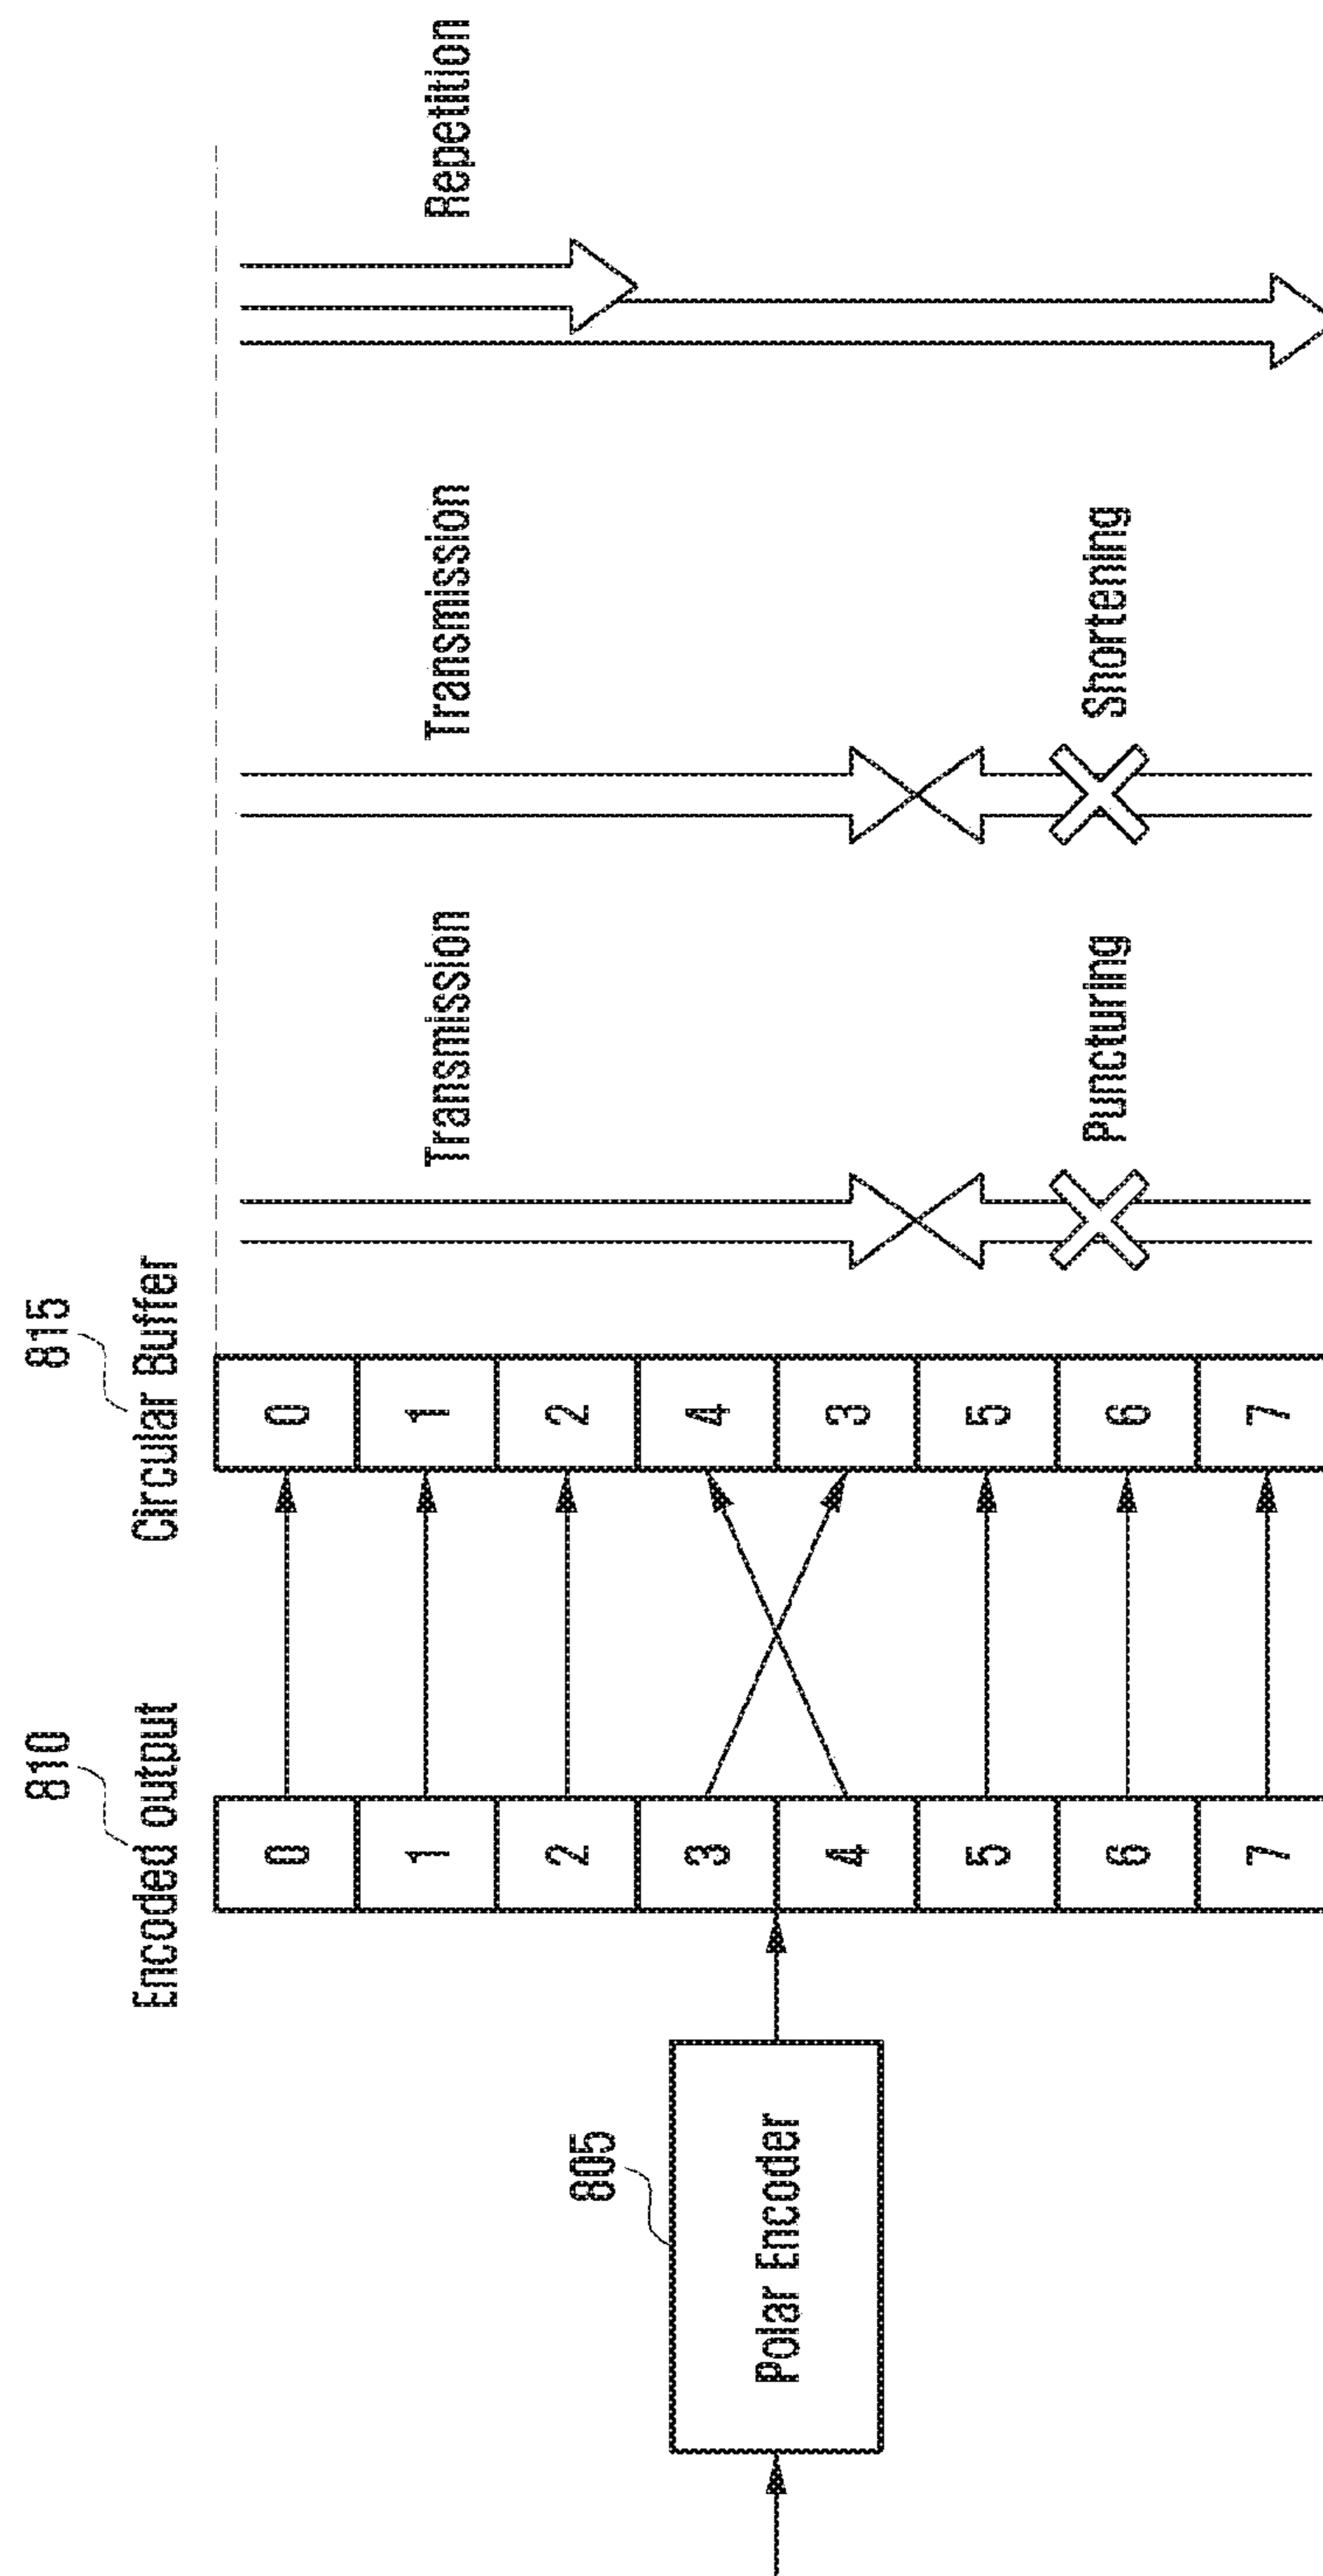 805
Polar Encoder
810
Encoded output
0
1
2
3
4
5
6
7
815
Circular Buffer
0
1
2
4
3
5
6
7
Transmission
Puncturing
Transmission
Shortening
Repetition